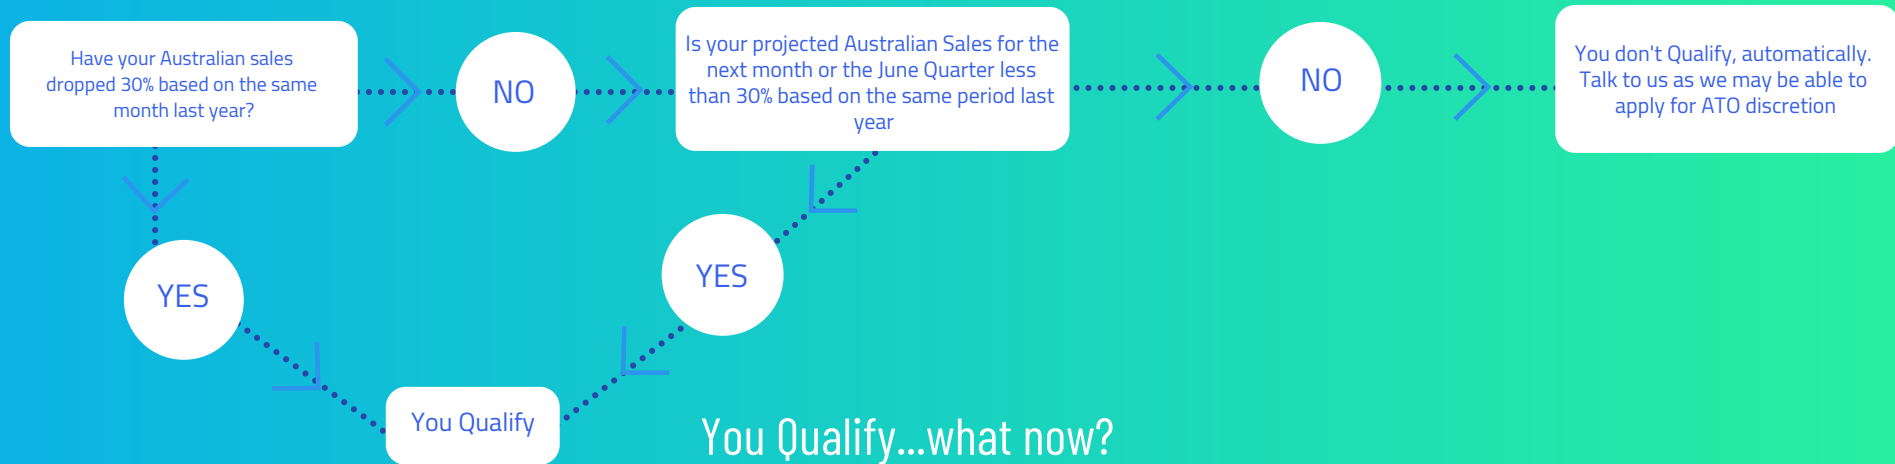 Have your Australian sales
dropped 30% based on the same
month last year?
NO
Is your projected Australian Sales for the
next month or the June Quarter less
than 30% based on the same period last
year
NO
You don't Qualify, automatically.
Talk to us as we may be able to
apply for ATO discretion
YES
YES
You Qualify
You Qualify...what now?